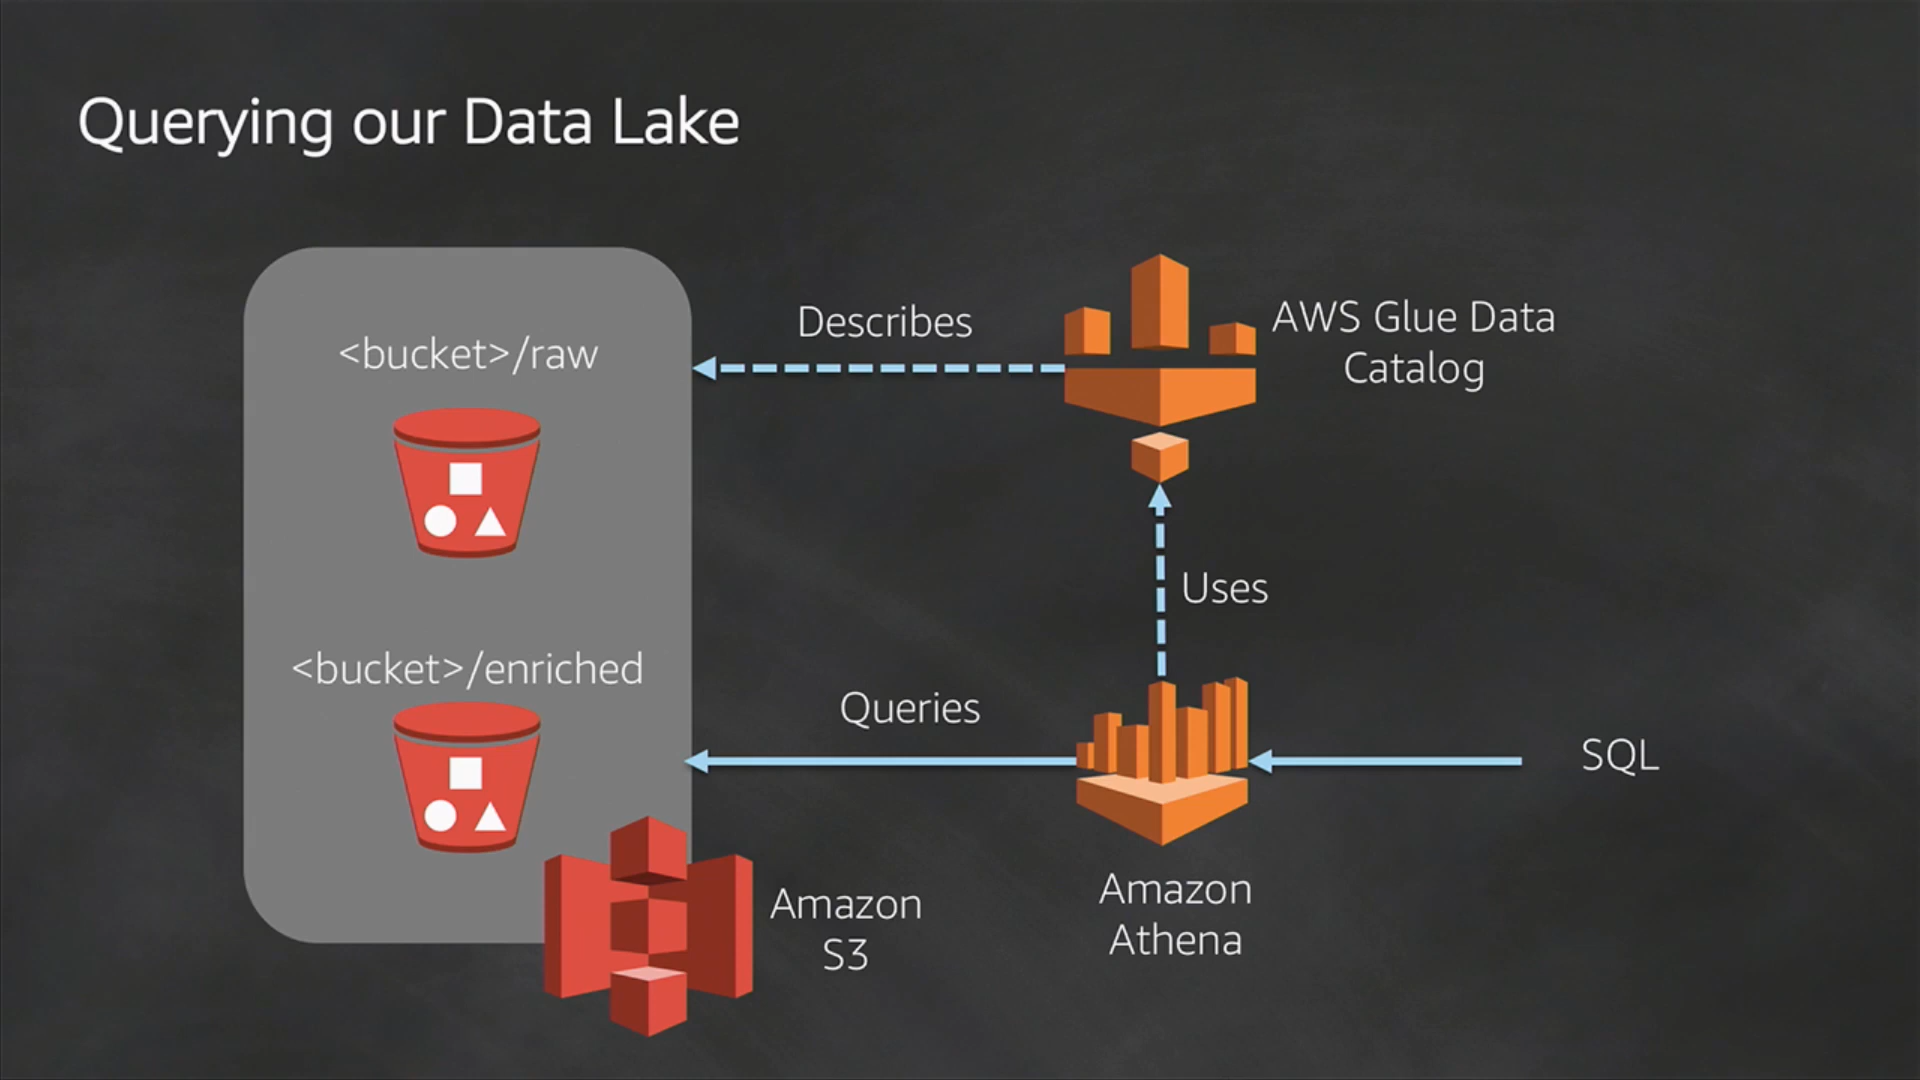 Querying our Data Lake
<bucket>/raw
Describes
AWS Glue Data
Catalog
Uses
<bucket>/enriched
Queries
SQL
Amazon
S3
Amazon
Athena